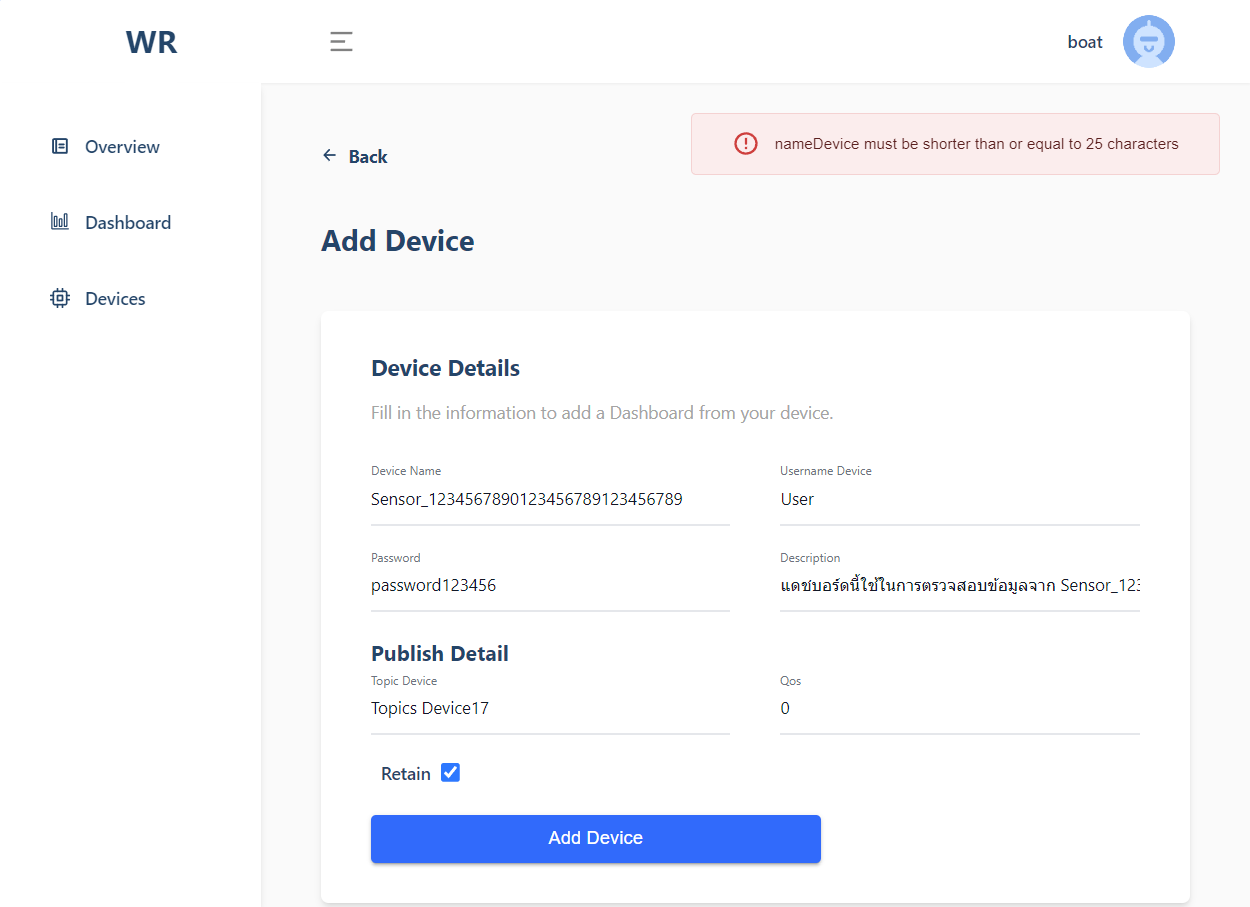 WR
boat
Overview
Dashboard
Devices
Back
nameDevice must be shorter than or equal to 25 characters
Add Device
Device Details
Fill in the information to add a Dashboard from your device.
Device Name
Username Device
Sensor_1234567890123456789123456789
User
Password
Description
password123456
แดชบอร์ดนี้ใช้ในการตรวจสอบข้อมูลจาก Sensor_123
Publish Detail
Topic Device
Qos
Topics Device17
0
Retain
Add Device